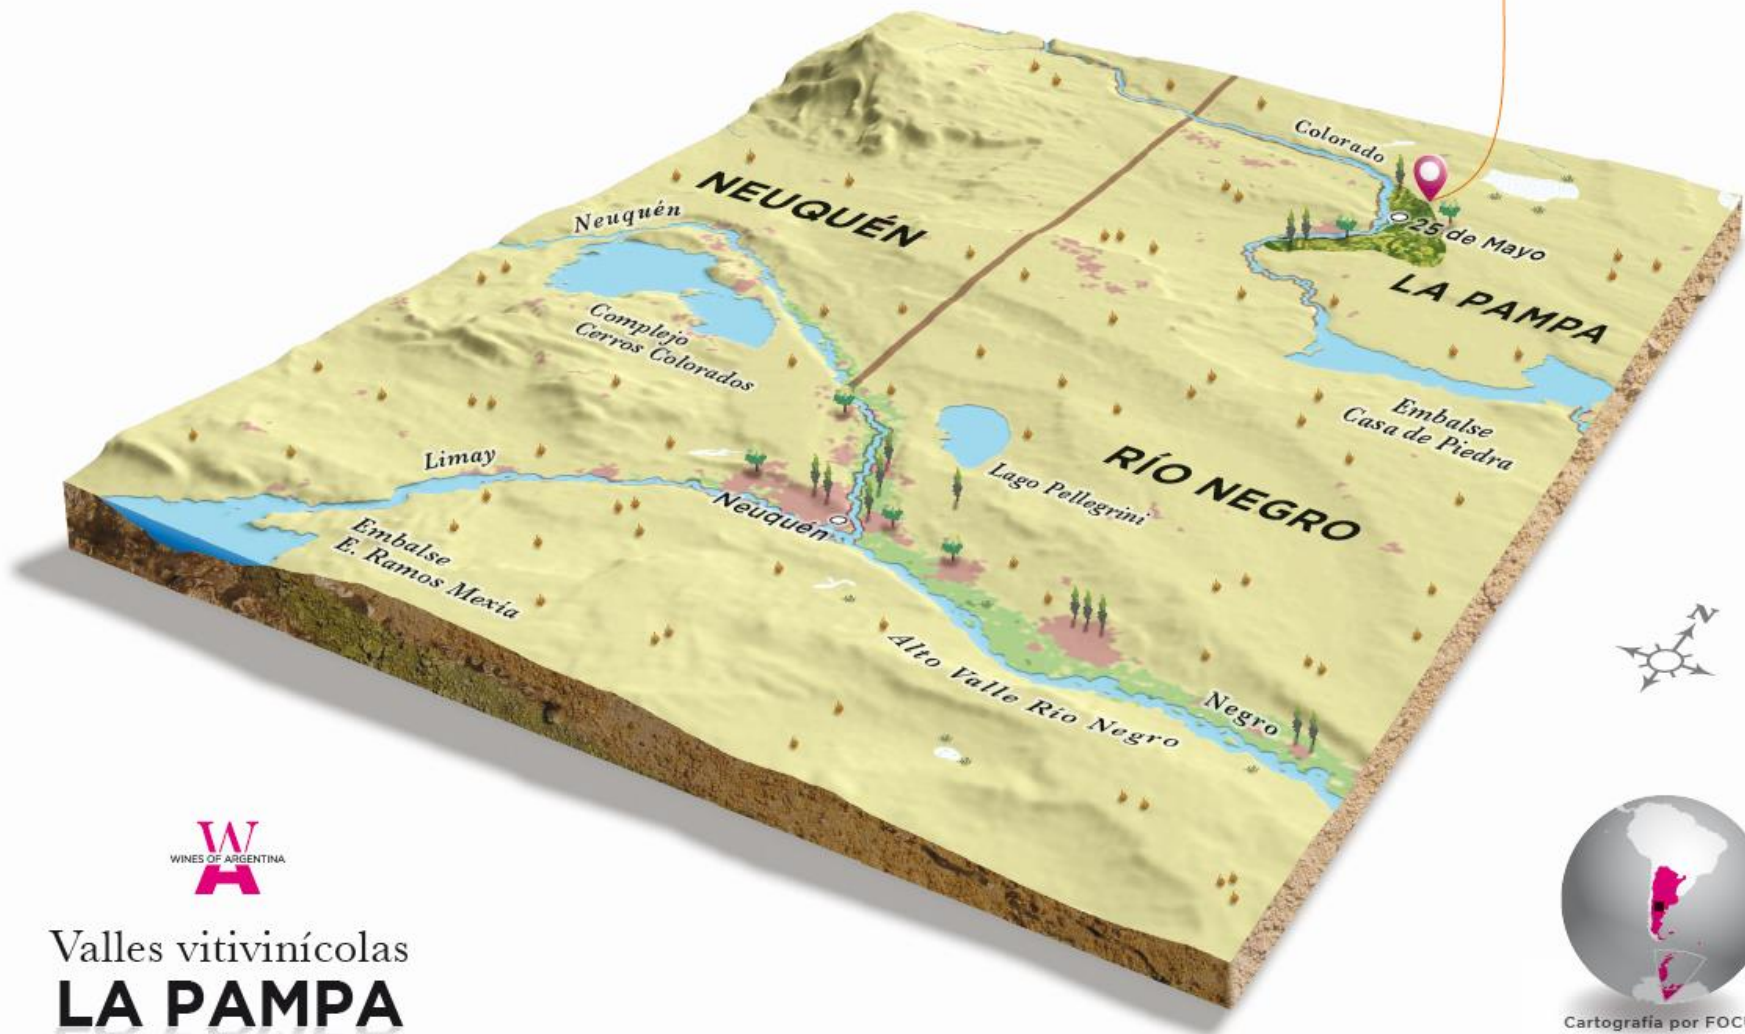 Colorado
25 de Mayo
LA PAMPA
NEUQUÉN
Neuquén
Complejo
Cerros Colorados
Embalse
Casa de Piedra
RÍO NEGRO
Lago Pellegrini
Limay
Neuquén
Embalse
E. Ramos Mexía
Alto Valle Río Negro
Negro
N
WINES OF ARGENTINA
Valles vitivinícolas
LA PAMPA
Cartografía por